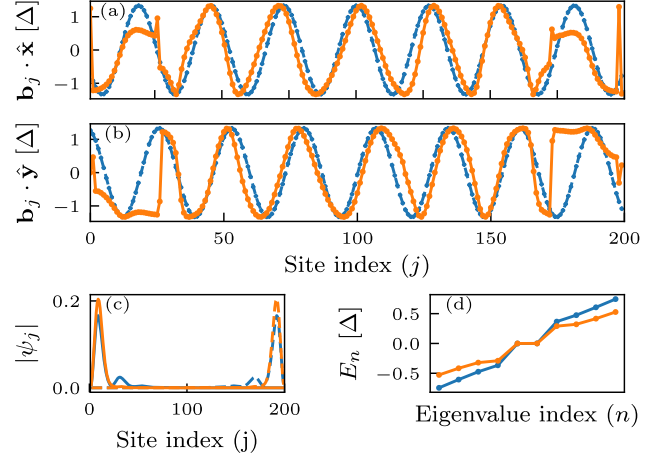 (a)
b_j · x̂ [Δ]
1
0
−1
(b)
b_j · ŷ [Δ]
1
0
−1
0 50 100 150 200
Site index (j)
(c)
|ψ_j|
0.2
0.0
0 100 200
Site index (j)
(d)
E_n [Δ]
0.5
0.0
−0.5
Eigenvalue index (n)